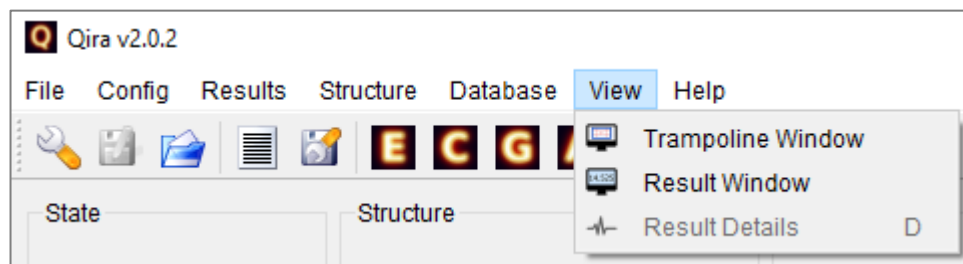 Qira v2.0.2
File Config Results Structure Database View Help
E C G
Trampoline Window
Result Window
Result Details D
State Structure